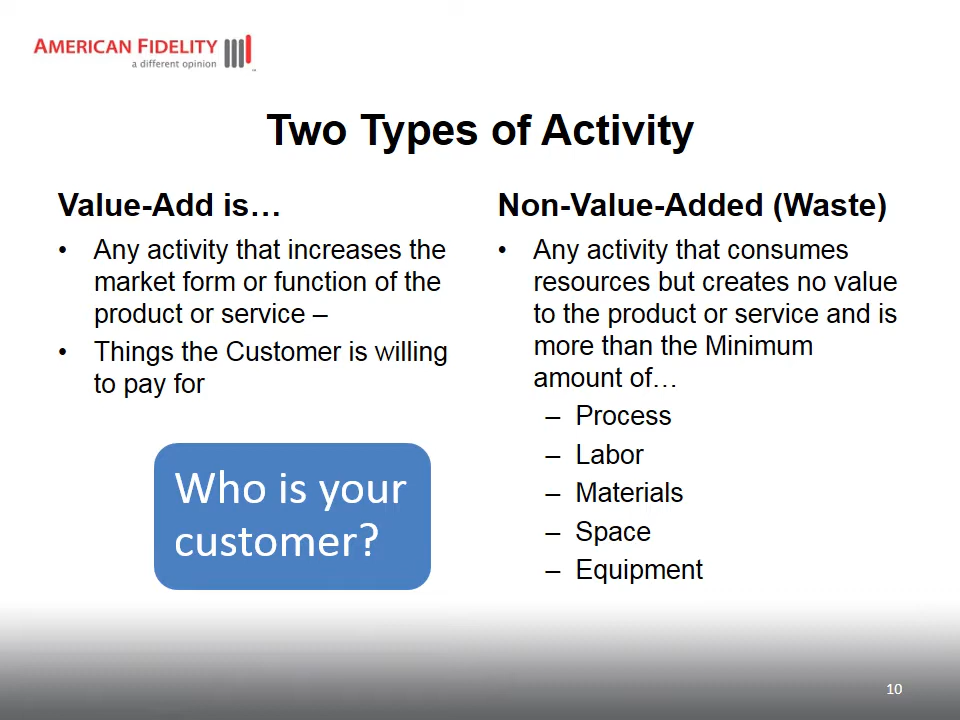 AMERICAN FIDELITY
a different opinion
Two Types of Activity
Value-Add is…
• Any activity that increases the
market form or function of the
product or service –
• Things the Customer is willing
to pay for
Who is your
customer?
Non-Value-Added (Waste)
• Any activity that consumes
resources but creates no value
to the product or service and is
more than the Minimum
amount of…
– Process
– Labor
– Materials
– Space
– Equipment
10